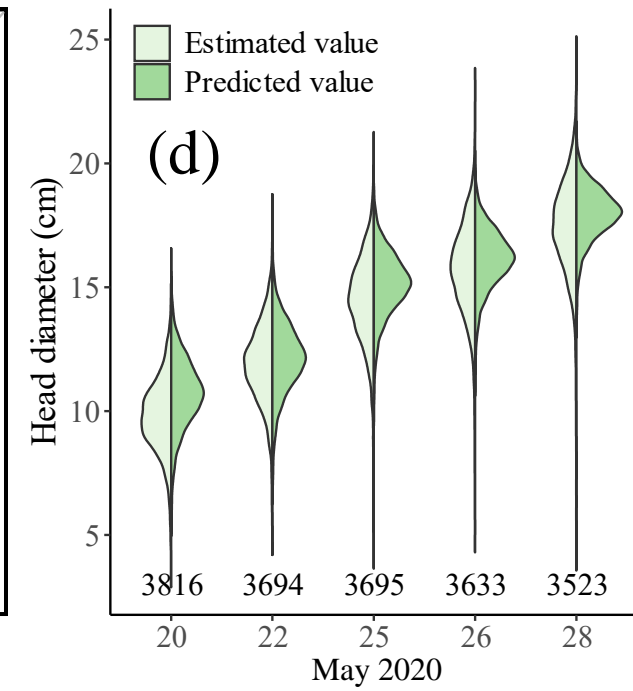 Estimated value
Predicted value
(d)
Head diameter (cm)
25
20
15
10
5
3816 3694 3695 3633 3523
20 22 25 26 28
May 2020